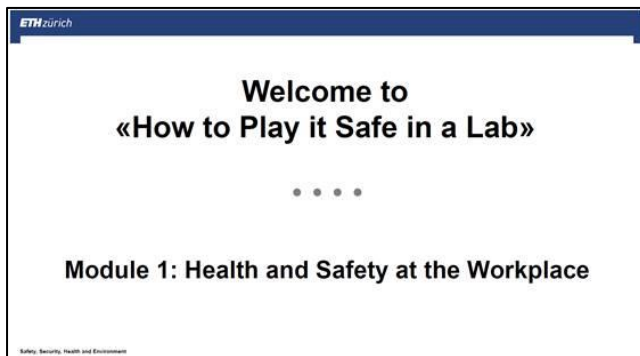 ETH zürich
Welcome to
«How to Play it Safe in a Lab»
Module 1: Health and Safety at the Workplace
Safety, Security, Health and Environment